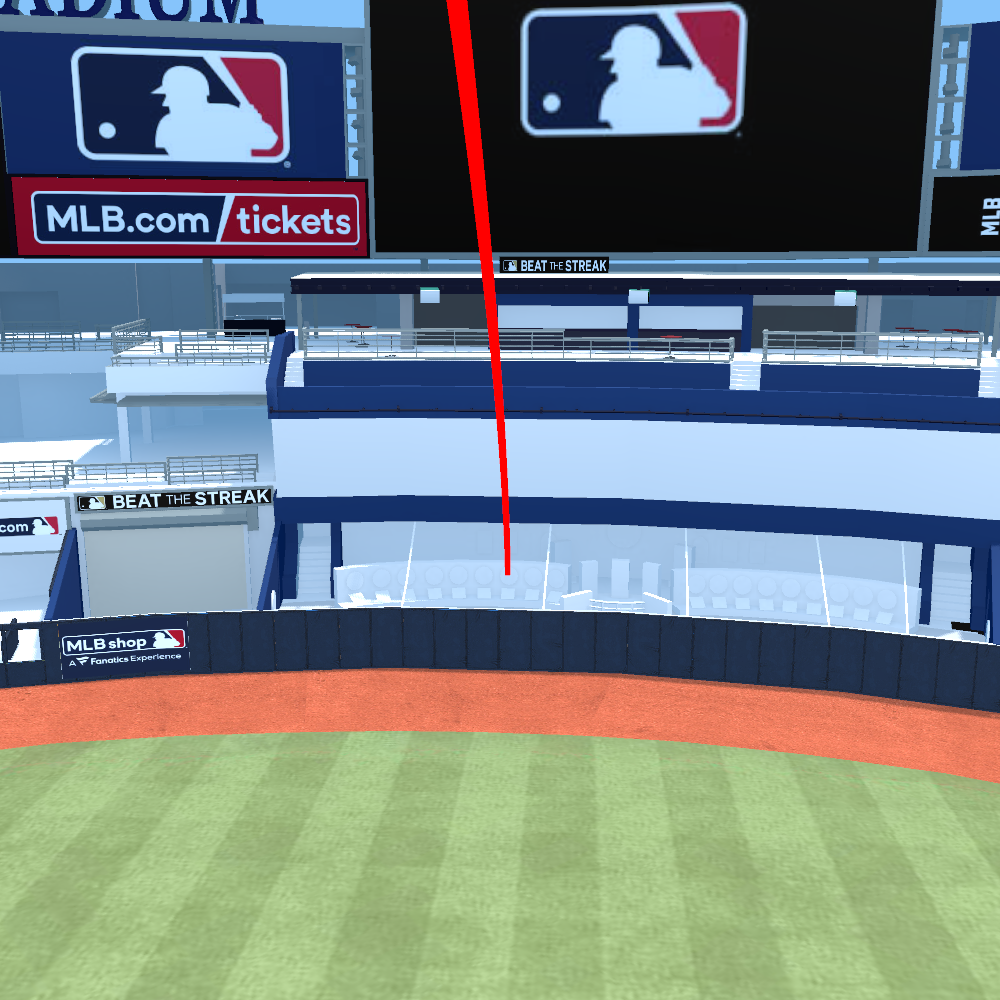 ADIUM
MLB.com/tickets
MLB
BEAT THE STREAK
BEAT THE STREAK
com
MLB shop
A Fanatics Experience